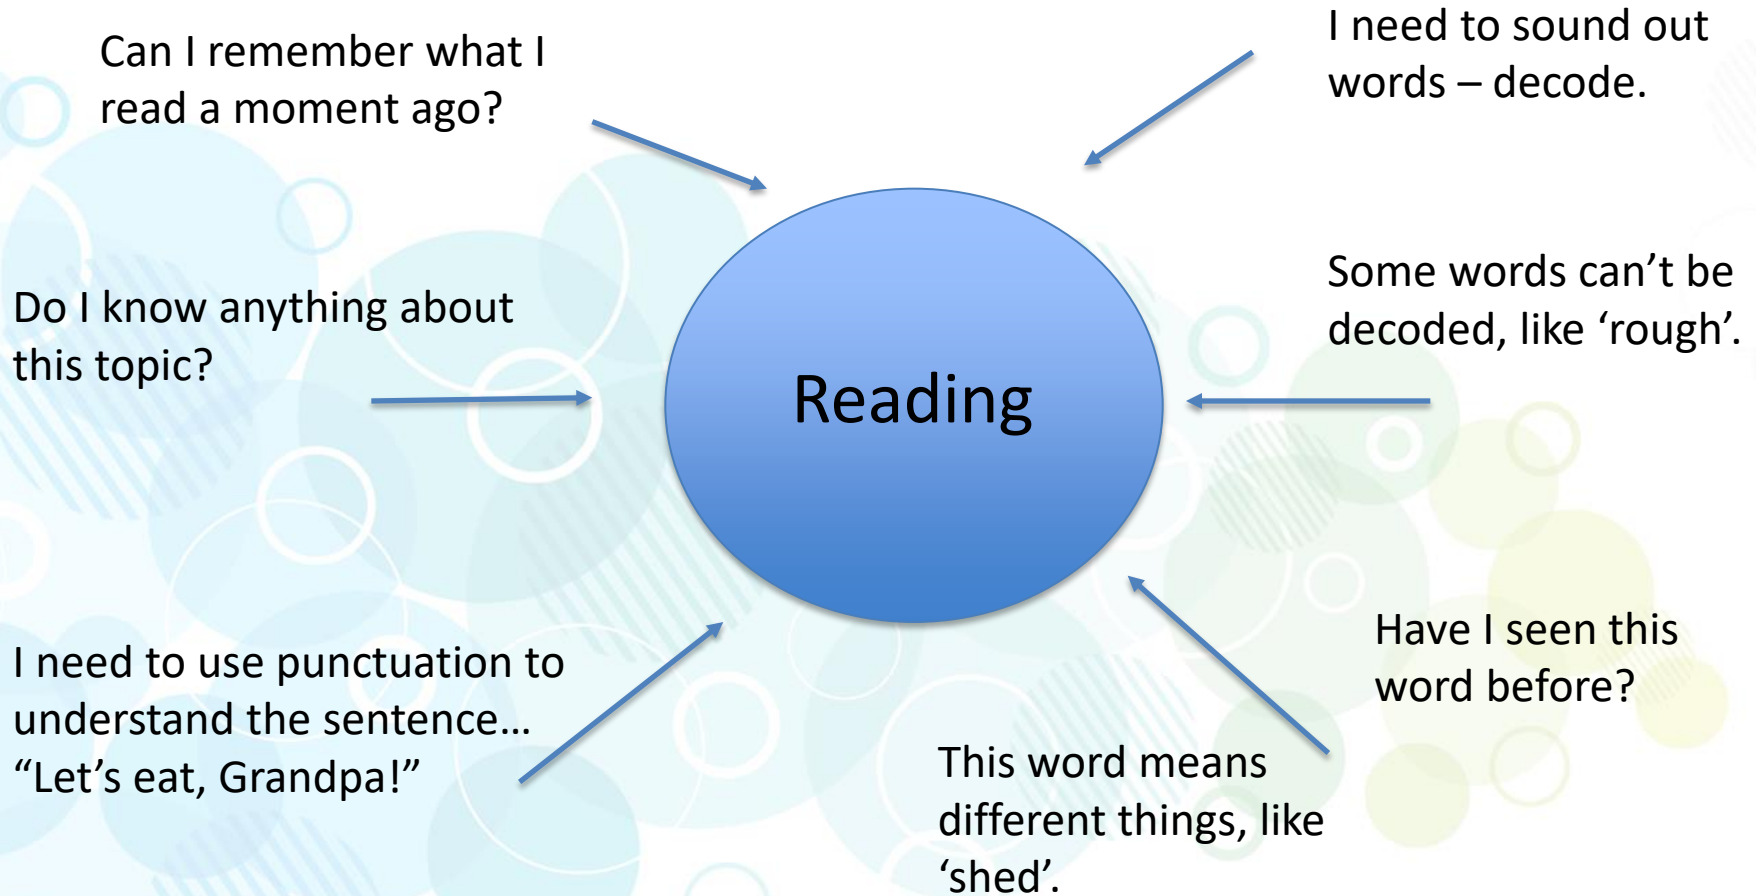 Can I remember what I
read a moment ago?
I need to sound out
words – decode.
Do I know anything about
this topic?
Some words can’t be
decoded, like ‘rough’.
Reading
I need to use punctuation to
understand the sentence…
“Let’s eat, Grandpa!”
Have I seen this
word before?
This word means
different things, like
‘shed’.